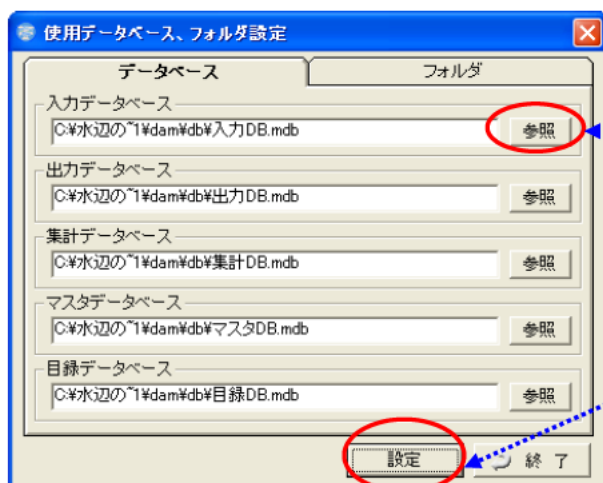 使用データベース、フォルダ設定
データベース フォルダ
入力データベース
C:¥水辺の~1¥dam¥db¥入力DB.mdb 参照
出力データベース
C:¥水辺の~1¥dam¥db¥出力DB.mdb 参照
集計データベース
C:¥水辺の~1¥dam¥db¥集計DB.mdb 参照
マスタデータベース
C:¥水辺の~1¥dam¥db¥マスタDB.mdb 参照
目録データベース
C:¥水辺の~1¥dam¥db¥目録DB.mdb 参照
設定 終 了